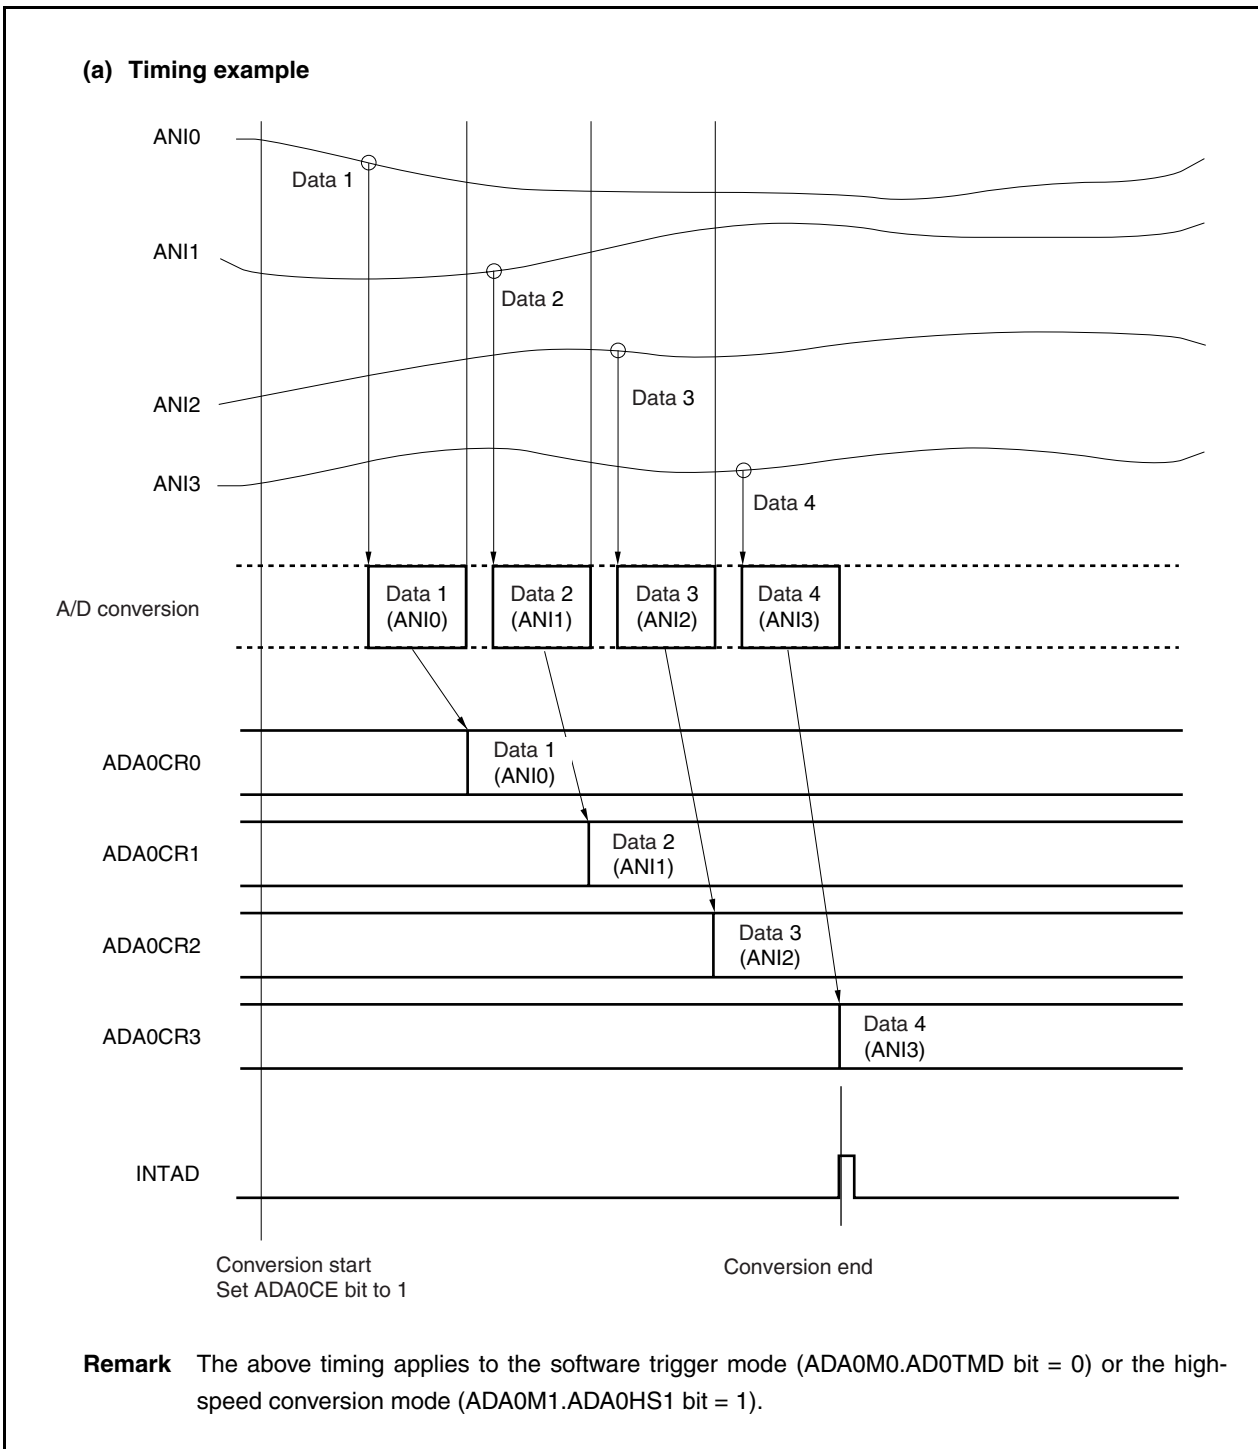 (a) Timing example
ANI0
Data 1
ANI1
Data 2
ANI2
Data 3
ANI3
Data 4
A/D conversion
Data 1
(ANI0)
Data 2
(ANI1)
Data 3
(ANI2)
Data 4
(ANI3)
ADA0CR0
Data 1
(ANI0)
ADA0CR1
Data 2
(ANI1)
ADA0CR2
Data 3
(ANI2)
ADA0CR3
Data 4
(ANI3)
INTAD
Conversion start
Set ADA0CE bit to 1
Conversion end
Remark The above timing applies to the software trigger mode (ADA0M0.AD0TMD bit = 0) or the high-
speed conversion mode (ADA0M1.ADA0HS1 bit = 1).